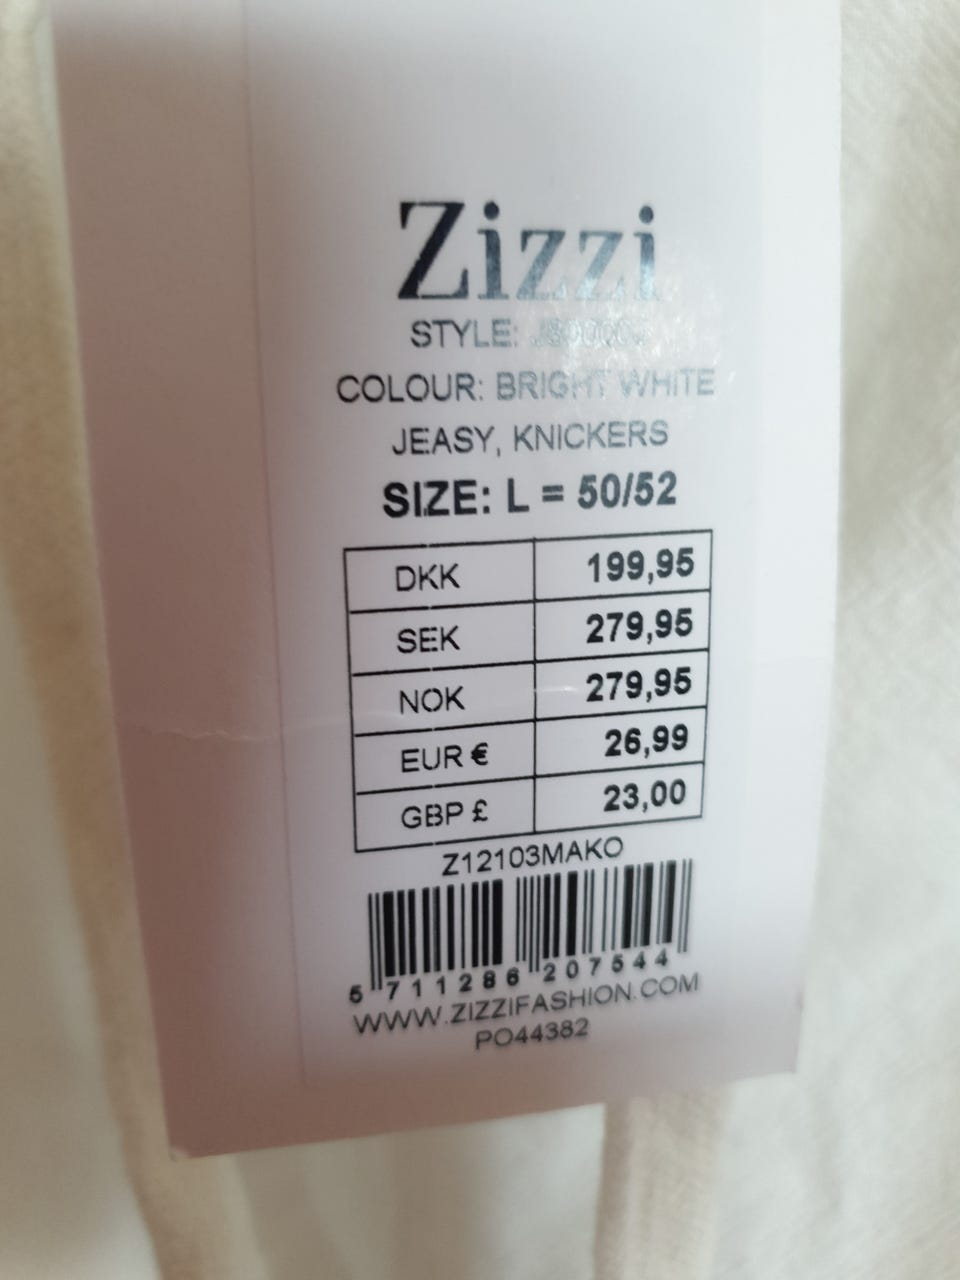 Zizzi
STYLE:
COLOUR: BRIGHT WHITE
JEASY, KNICKERS
SIZE: L = 50/52
DKK 199,95
SEK 279,95
NOK 279,95
EUR € 26,99
GBP £ 23,00
Z12103MAKO
5 711286 207544
WWW.ZIZZIFASHION.COM
PO44382